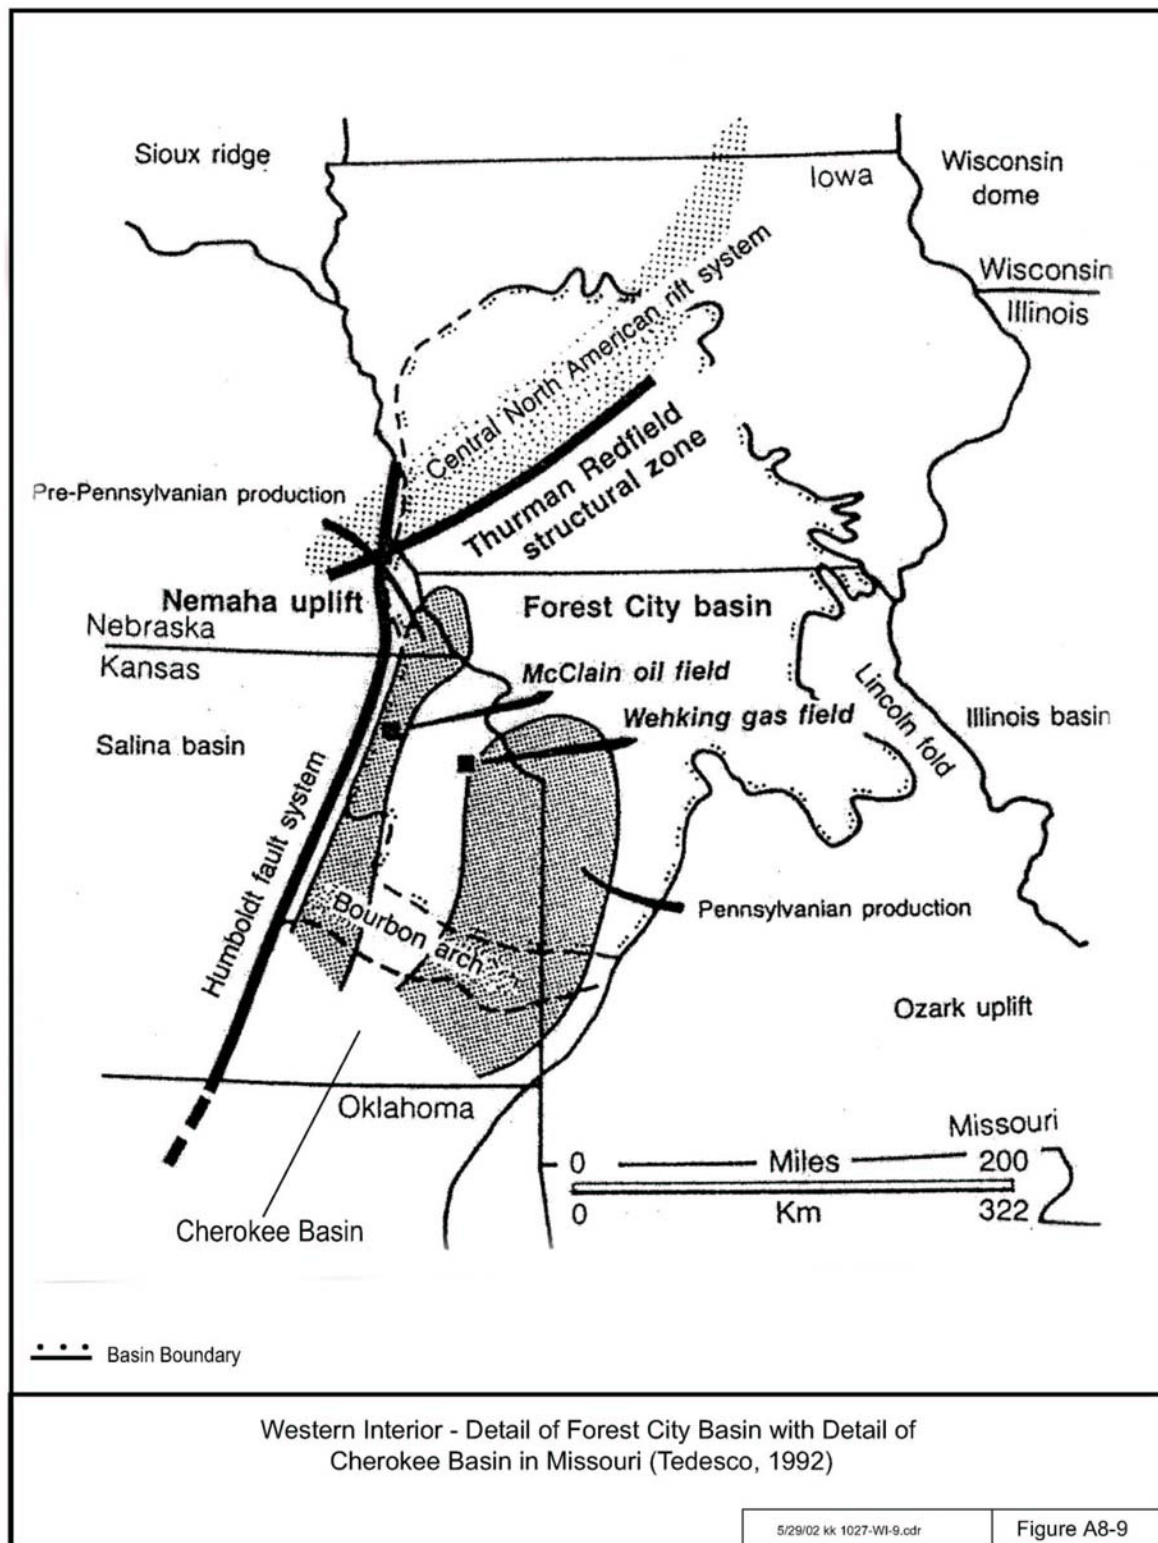 Sioux ridge
Iowa
Wisconsin
dome
Wisconsin
Illinois
Central North American rift system
Thurman Redfield
structural zone
Pre-Pennsylvanian production
Nemaha uplift
Forest City basin
Nebraska
Kansas
McClain oil field
Wehking gas field
Salina basin
Lincoln fold
Illinois basin
Humboldt fault system
Bourbon arch
Pennsylvanian production
Ozark uplift
Oklahoma
Missouri
0 Miles 200
0 Km 322
Cherokee Basin
Basin Boundary
Western Interior - Detail of Forest City Basin with Detail of
Cherokee Basin in Missouri (Tedesco, 1992)
5/29/02 kk 1027-WI-9.cdr
Figure A8-9